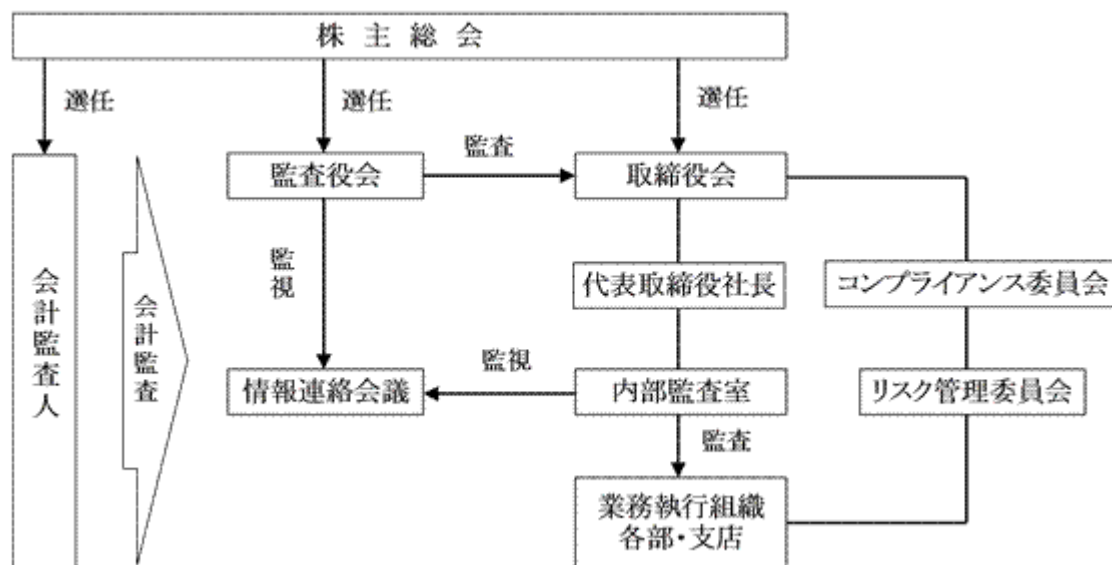 株主総会
選任
選任
選任
監査
監査役会
取締役会
会計監査人
会計監査
監視
代表取締役社長
コンプライアンス委員会
監視
情報連絡会議
内部監査室
リスク管理委員会
監査
業務執行組織
各部・支店